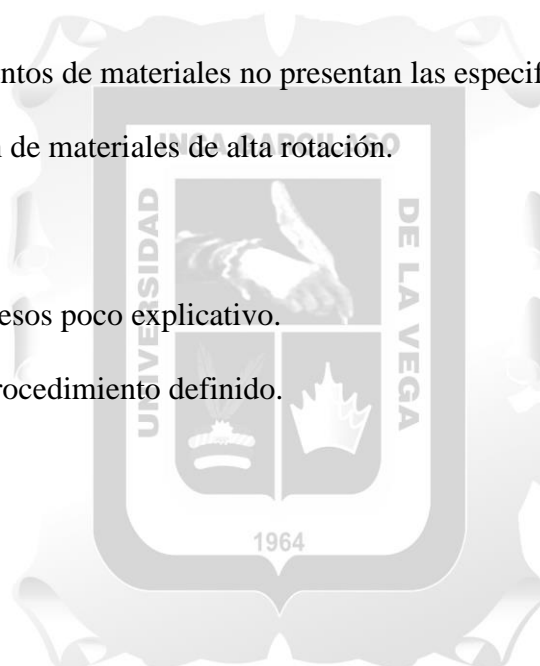 ntos de materiales no presentan las especif
INCA GARCILASO
n de materiales de alta rotación.
UNIVERSIDAD
DE LA VEGA
esos poco explicativo.
rocedimiento definido.
1964